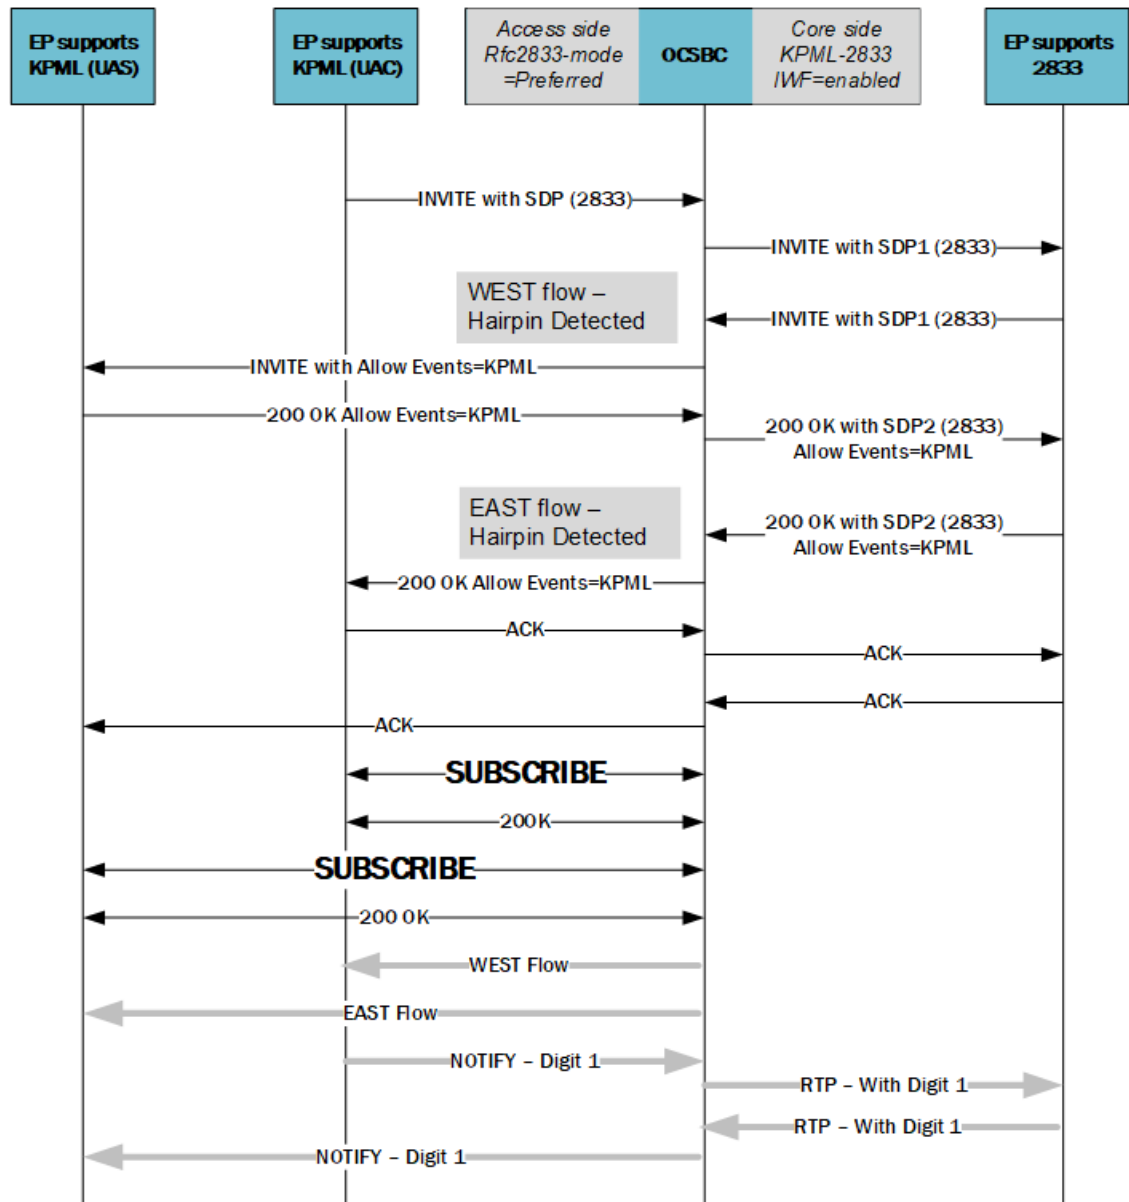 EP supports
KPML (UAS)
EP supports
KPML (UAC)
Access side
Rfc2833-mode
=Preferred
OCSBC
Core side
KPML-2833
IWF=enabled
EP supports
2833
INVITE with SDP (2833)
INVITE with SDP1 (2833)
WEST flow –
Hairpin Detected
INVITE with SDP1 (2833)
INVITE with Allow Events=KPML
200 OK Allow Events=KPML
200 OK with SDP2 (2833)
Allow Events=KPML
EAST flow –
Hairpin Detected
200 OK with SDP2 (2833)
Allow Events=KPML
200 OK Allow Events=KPML
ACK
ACK
ACK
ACK
SUBSCRIBE
200K
SUBSCRIBE
200 OK
WEST Flow
EAST Flow
NOTIFY – Digit 1
RTP – With Digit 1
RTP – With Digit 1
NOTIFY – Digit 1